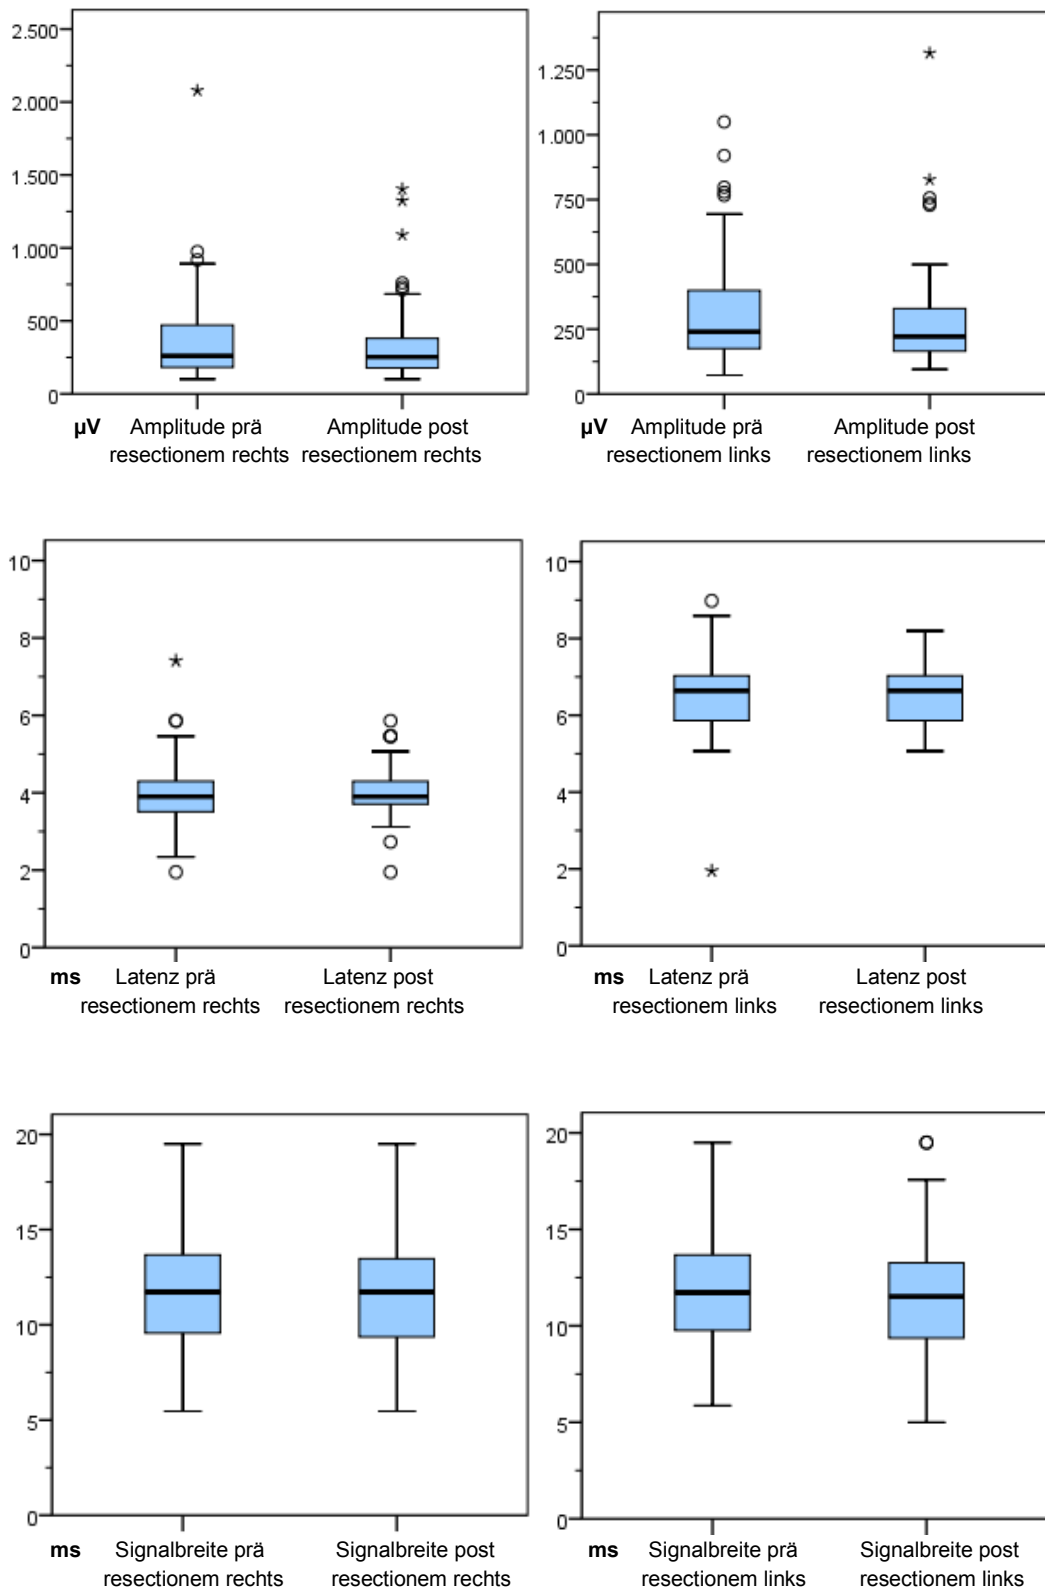 2.500
2.000
1.500
1.000
500
0
µV Amplitude prä Amplitude post
resectionem rechts resectionem rechts
1.250
1.000
750
500
250
0
µV Amplitude prä Amplitude post
resectionem links resectionem links
10
8
6
4
2
0
ms Latenz prä Latenz post
resectionem rechts resectionem rechts
10
8
6
4
2
0
ms Latenz prä Latenz post
resectionem links resectionem links
20
15
10
5
0
ms Signalbreite prä Signalbreite post
resectionem rechts resectionem rechts
20
15
10
5
0
ms Signalbreite prä Signalbreite post
resectionem links resectionem links